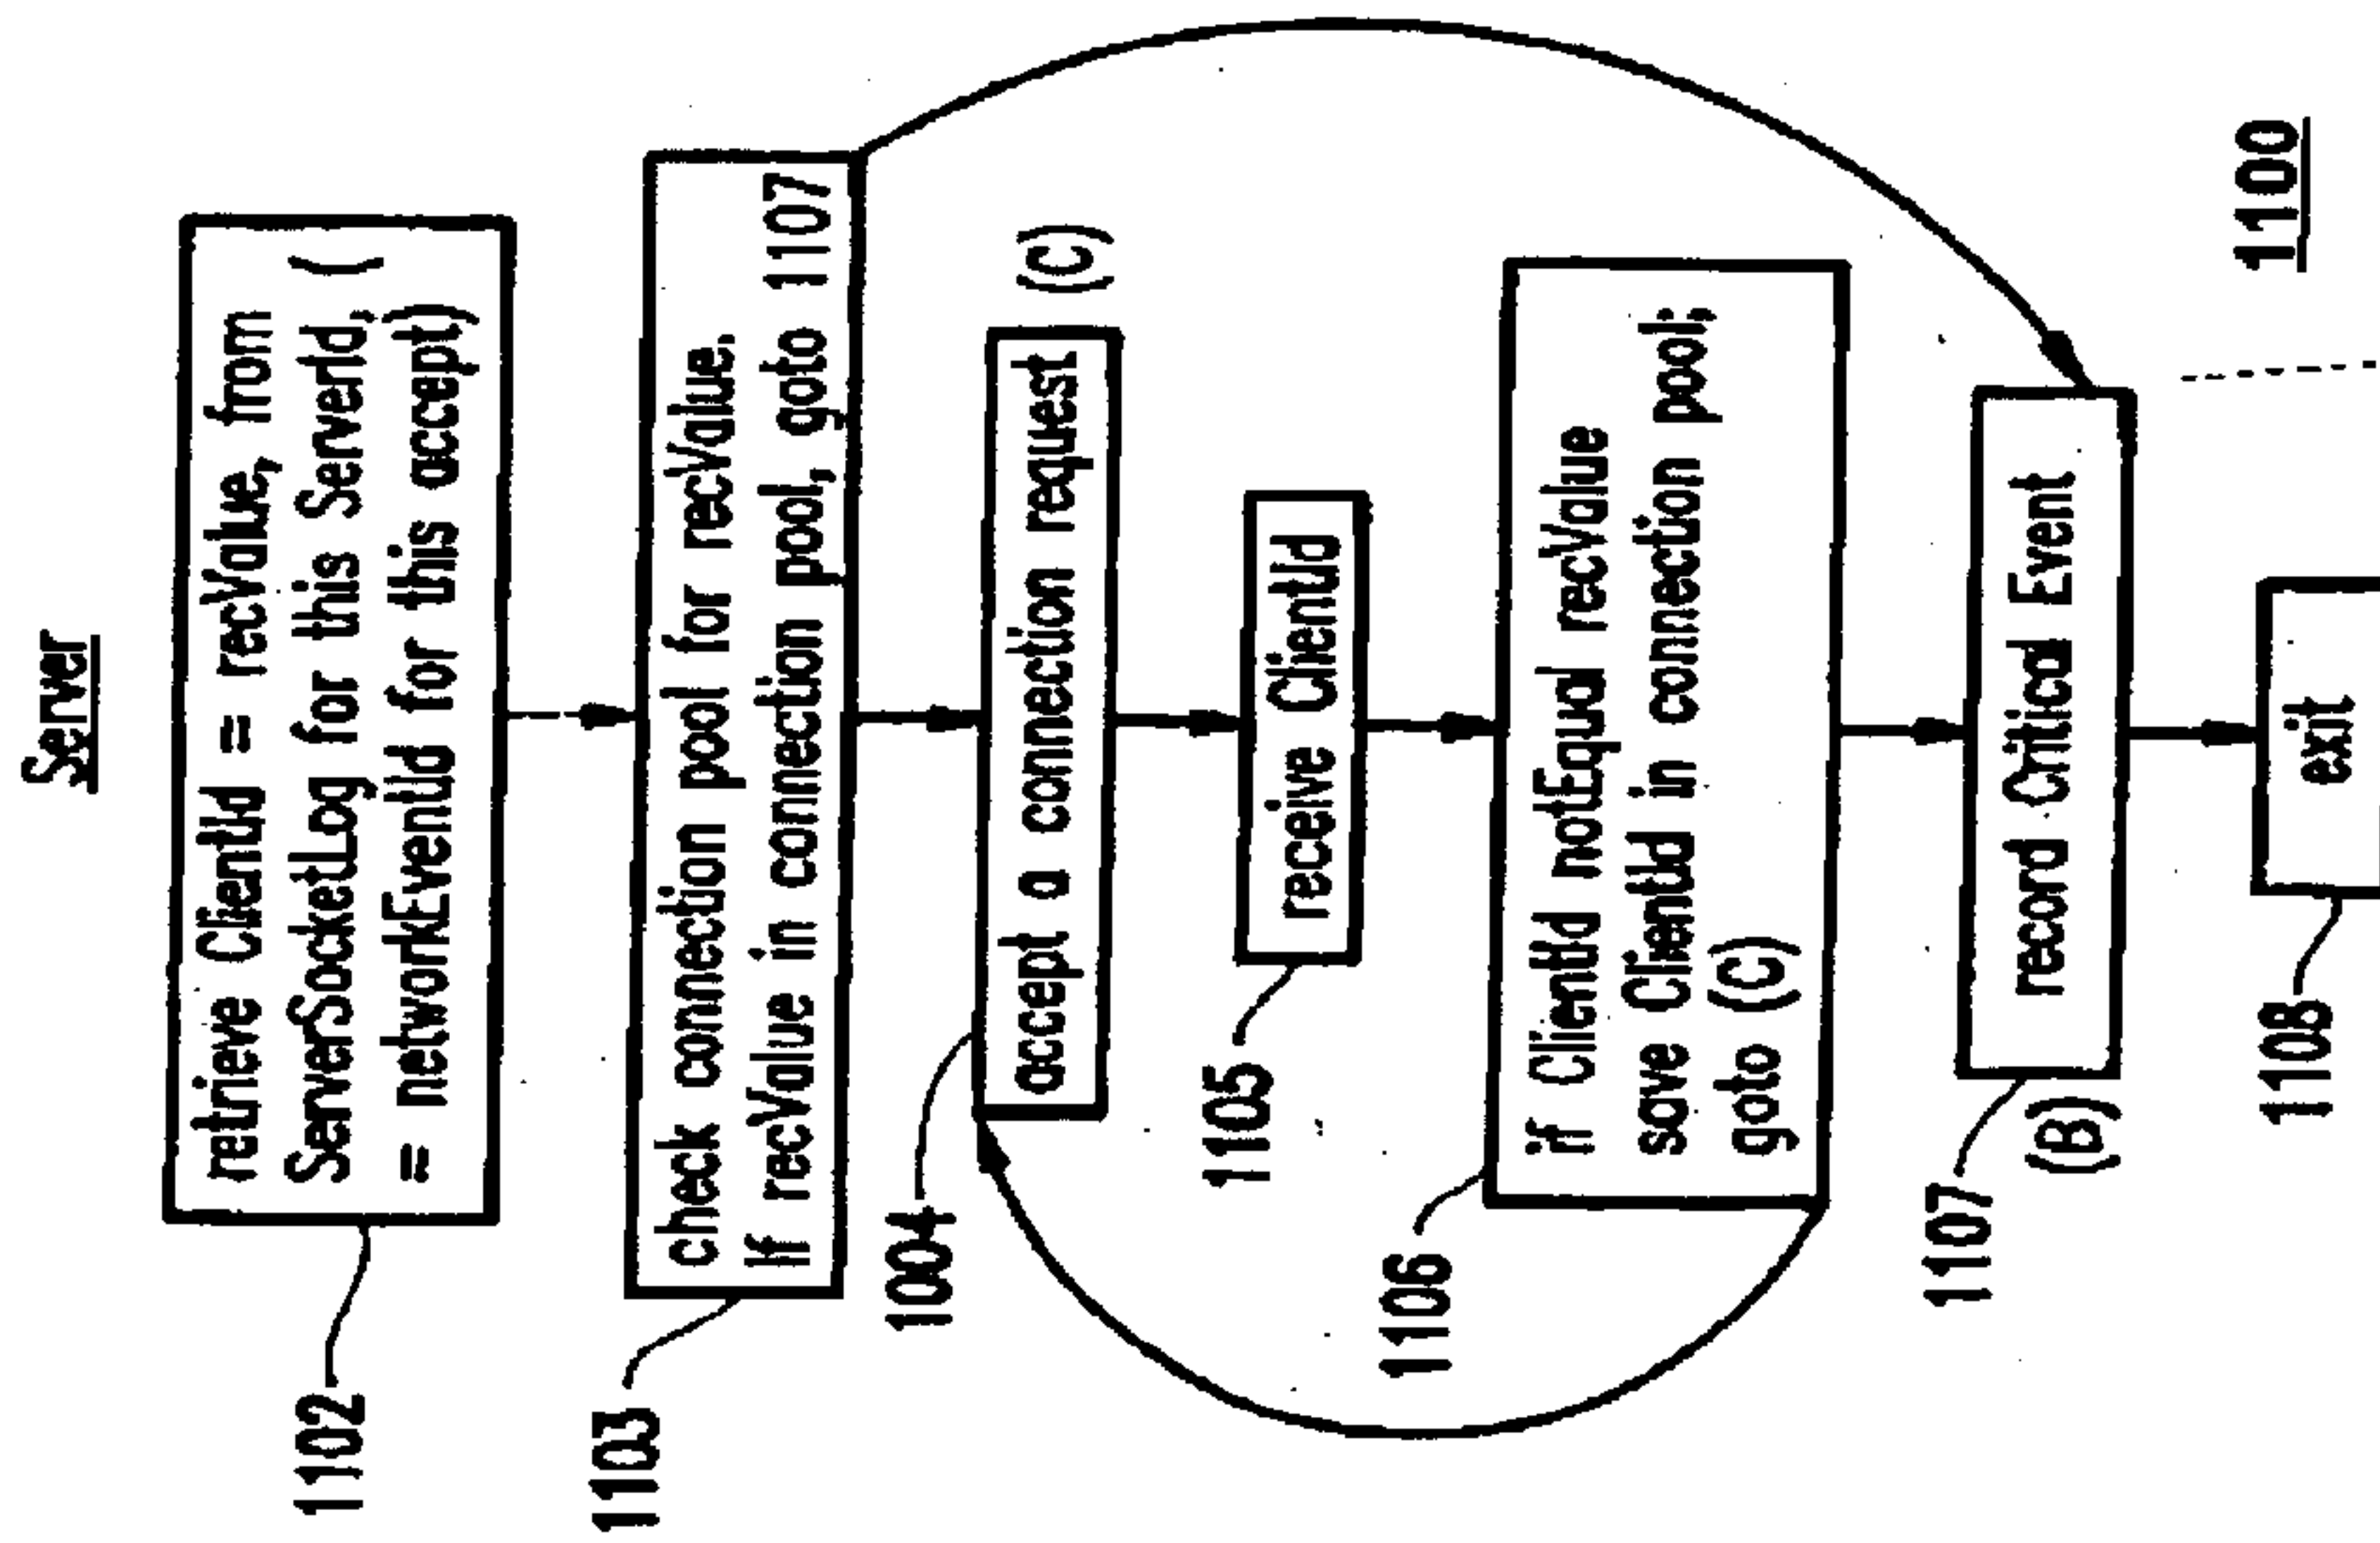 Server
retrieve ClientId = recValue, from
ServerSocketLog for this ServerId, (
= networkEventId for this accept)
1102
check connection pool for recValue.
If recValue in connection pool, goto 1107
1103
accept a connection request
(C)
1004
receive ClientId
1105
if ClientId notEqual recValue
save ClientId in connection pool;
goto (C)
1106
record Critical Event
1107
(B)
exit
1108
1100